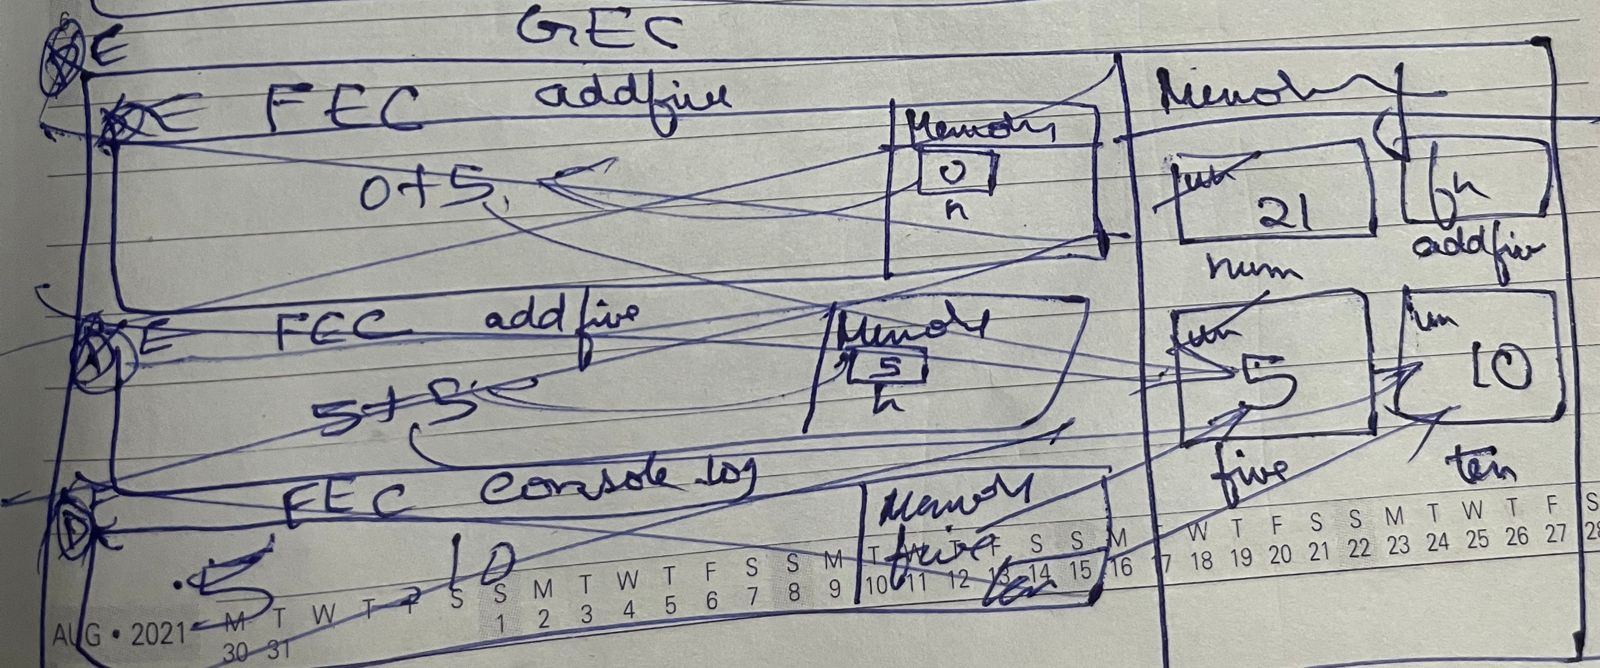 E GEC
E FEC addfive
Memory
0+5
0
n
Memory
21
num
fn
addfive
E FEC addfive
Memory
5+5
5
n
5
five
10
ten
FEC console.log
Memory
five
ten
5 10
M T W T F S S M T W T F S S M T W T F S S M T W T F S S M W T F S S M T W T F S
AUG • 2021 30 31 1 2 3 4 5 6 7 8 9 10 11 12 13 14 15 16 17 18 19 20 21 22 23 24 25 26 27 28